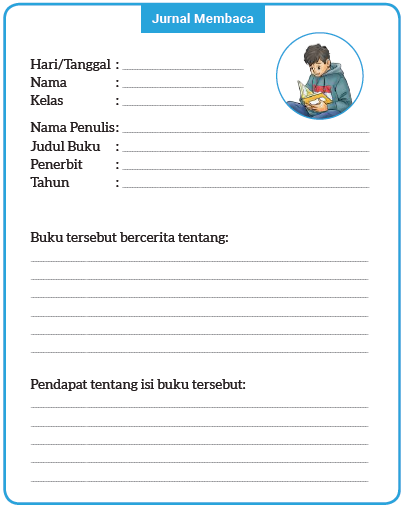 Jurnal Membaca
Hari/Tanggal :
Nama :
Kelas :
Nama Penulis:
Judul Buku :
Penerbit :
Tahun :
Buku tersebut bercerita tentang:
Pendapat tentang isi buku tersebut: